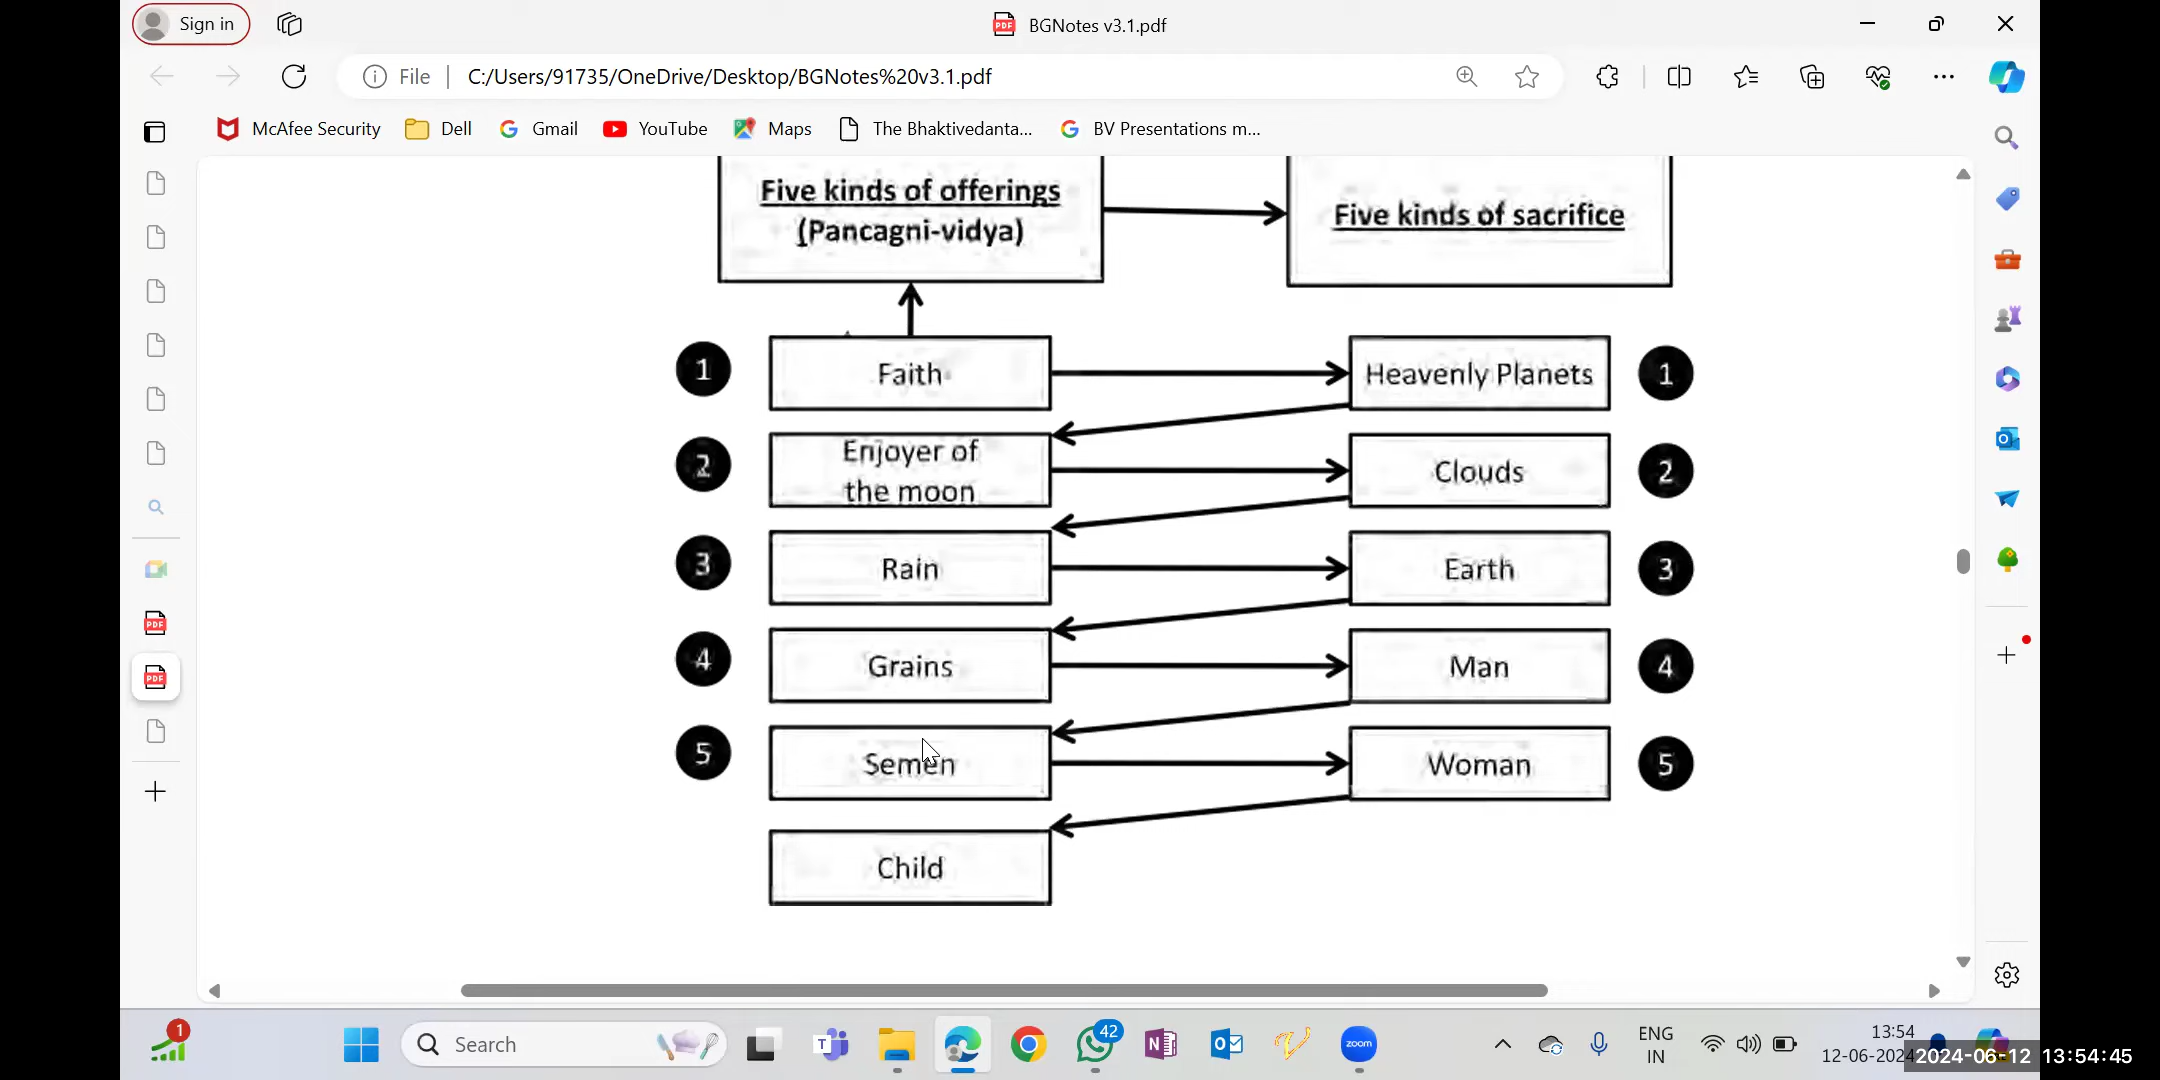 Sign in
BGNotes v3.1.pdf
File
C:/Users/91735/OneDrive/Desktop/BGNotes%20v3.1.pdf
McAfee Security
Dell
Gmail
YouTube
Maps
The Bhaktivedanta...
BV Presentations m...
Five kinds of offerings
(Pancagni-vidya)
Five kinds of sacrifice
1
Faith
Heavenly Planets
1
2
Enjoyer of
the moon
Clouds
2
3
Rain
Earth
3
4
Grains
Man
4
5
Semen
Woman
5
Child
1
Search
42
zoom
ENG
IN
13:54
12-06-2024
2024-06-12 13:54:45